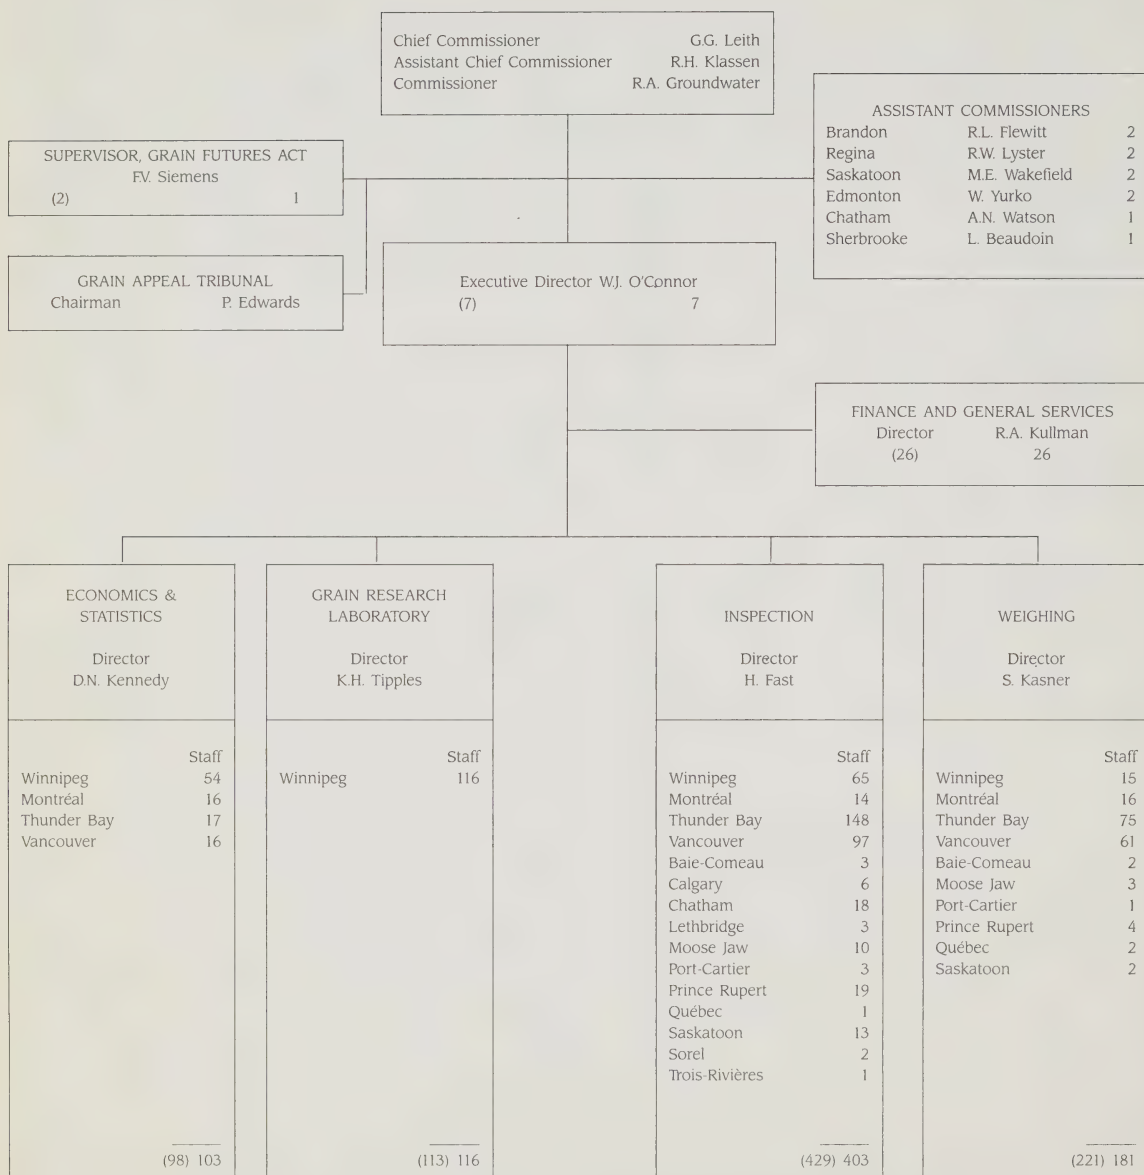 Chief Commissioner G.G. Leith
Assistant Chief Commissioner R.H. Klassen
Commissioner R.A. Groundwater
ASSISTANT COMMISSIONERS
Brandon R.L. Flewitt 2
Regina R.W. Lyster 2
Saskatoon M.E. Wakefield 2
Edmonton W. Yurko 2
Chatham A.N. Watson 1
Sherbrooke L. Beaudoin 1
SUPERVISOR, GRAIN FUTURES ACT
F.V. Siemens
(2) 1
GRAIN APPEAL TRIBUNAL
Chairman P. Edwards
Executive Director W.J. O'Connor
(7) 7
FINANCE AND GENERAL SERVICES
Director R.A. Kullman
(26) 26
ECONOMICS &
STATISTICS
Director
D.N. Kennedy
Staff
Winnipeg 54
Montréal 16
Thunder Bay 17
Vancouver 16
(98) 103
GRAIN RESEARCH
LABORATORY
Director
K.H. Tipples
Staff
Winnipeg 116
(113) 116
INSPECTION
Director
H. Fast
Staff
Winnipeg 65
Montréal 14
Thunder Bay 148
Vancouver 97
Baie-Comeau 3
Calgary 6
Chatham 18
Lethbridge 3
Moose Jaw 10
Port-Cartier 3
Prince Rupert 19
Québec 1
Saskatoon 13
Sorel 2
Trois-Rivières 1
(429) 403
WEIGHING
Director
S. Kasner
Staff
Winnipeg 15
Montréal 16
Thunder Bay 75
Vancouver 61
Baie-Comeau 2
Moose Jaw 3
Port-Cartier 1
Prince Rupert 4
Québec 2
Saskatoon 2
(221) 181